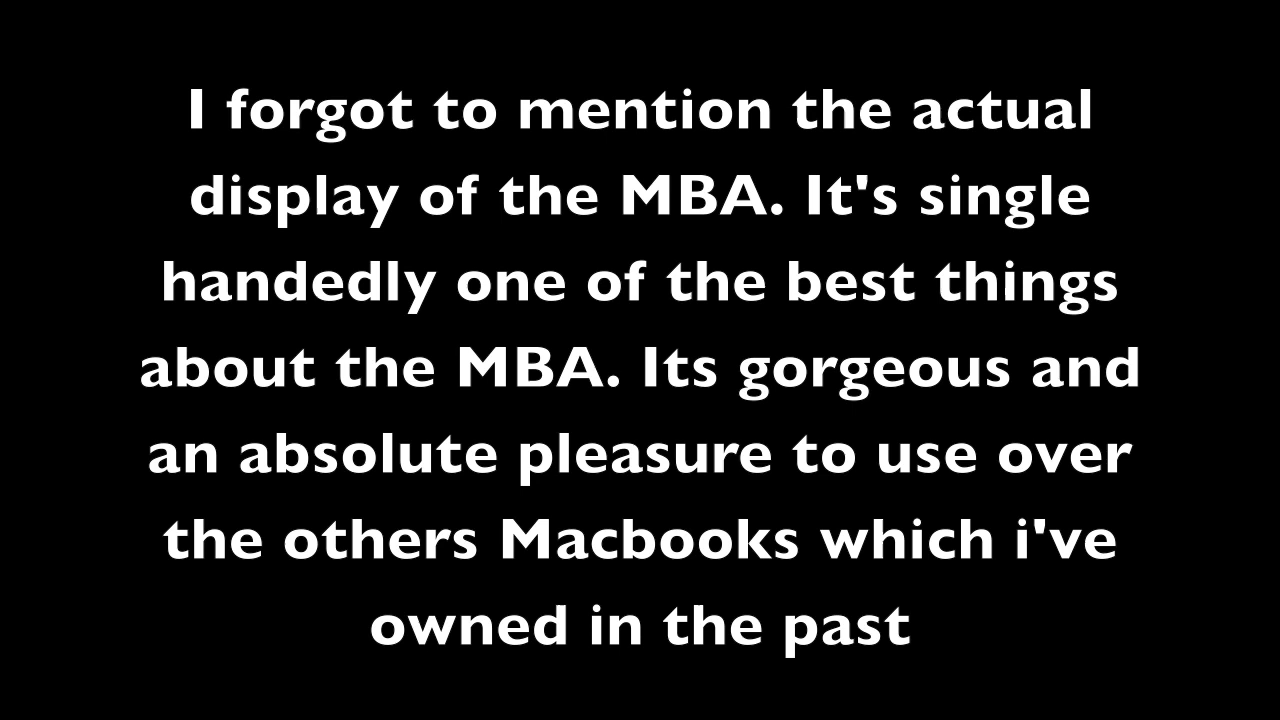 I forgot to mention the actual
display of the MBA. It's single
handedly one of the best things
about the MBA. Its gorgeous and
an absolute pleasure to use over
the others Macbooks which i've
owned in the past